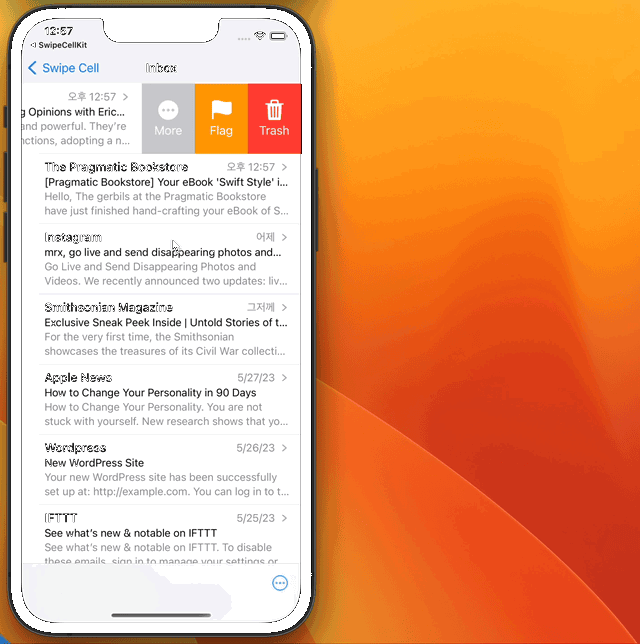 12:57
SwipeCellKit
Swipe Cell
Inbox
오후 12:57
g Opinions with Eric...
and powerful. They're
nctions, adopting a n...
More
Flag
Trash
The Pragmatic Bookstore
오후 12:57
[Pragmatic Bookstore] Your eBook 'Swift Style' i...
Hello, The gerbils at the Pragmatic Bookstore
have just finished hand-crafting your eBook of S...
Instagram
어제
mrx, go live and send disappearing photos and...
Go Live and Send Disappearing Photos and
Videos. We recently announced two updates: liv...
Smithsonian Magazine
그저께
Exclusive Sneak Peek Inside | Untold Stories of t...
For the very first time, the Smithsonian
showcases the treasures of its Civil War collecti...
Apple News
5/27/23
How to Change Your Personality in 90 Days
How to Change Your Personality. You are not
stuck with yourself. New research shows that yo...
Wordpress
5/26/23
New WordPress Site
Your new WordPress site has been successfully
set up at: http://example.com. You can log in to t...
IFTTT
5/25/23
See what's new & notable on IFTTT
See what's new & notable on IFTTT. To disable
these emails, sign in to manage your settings or